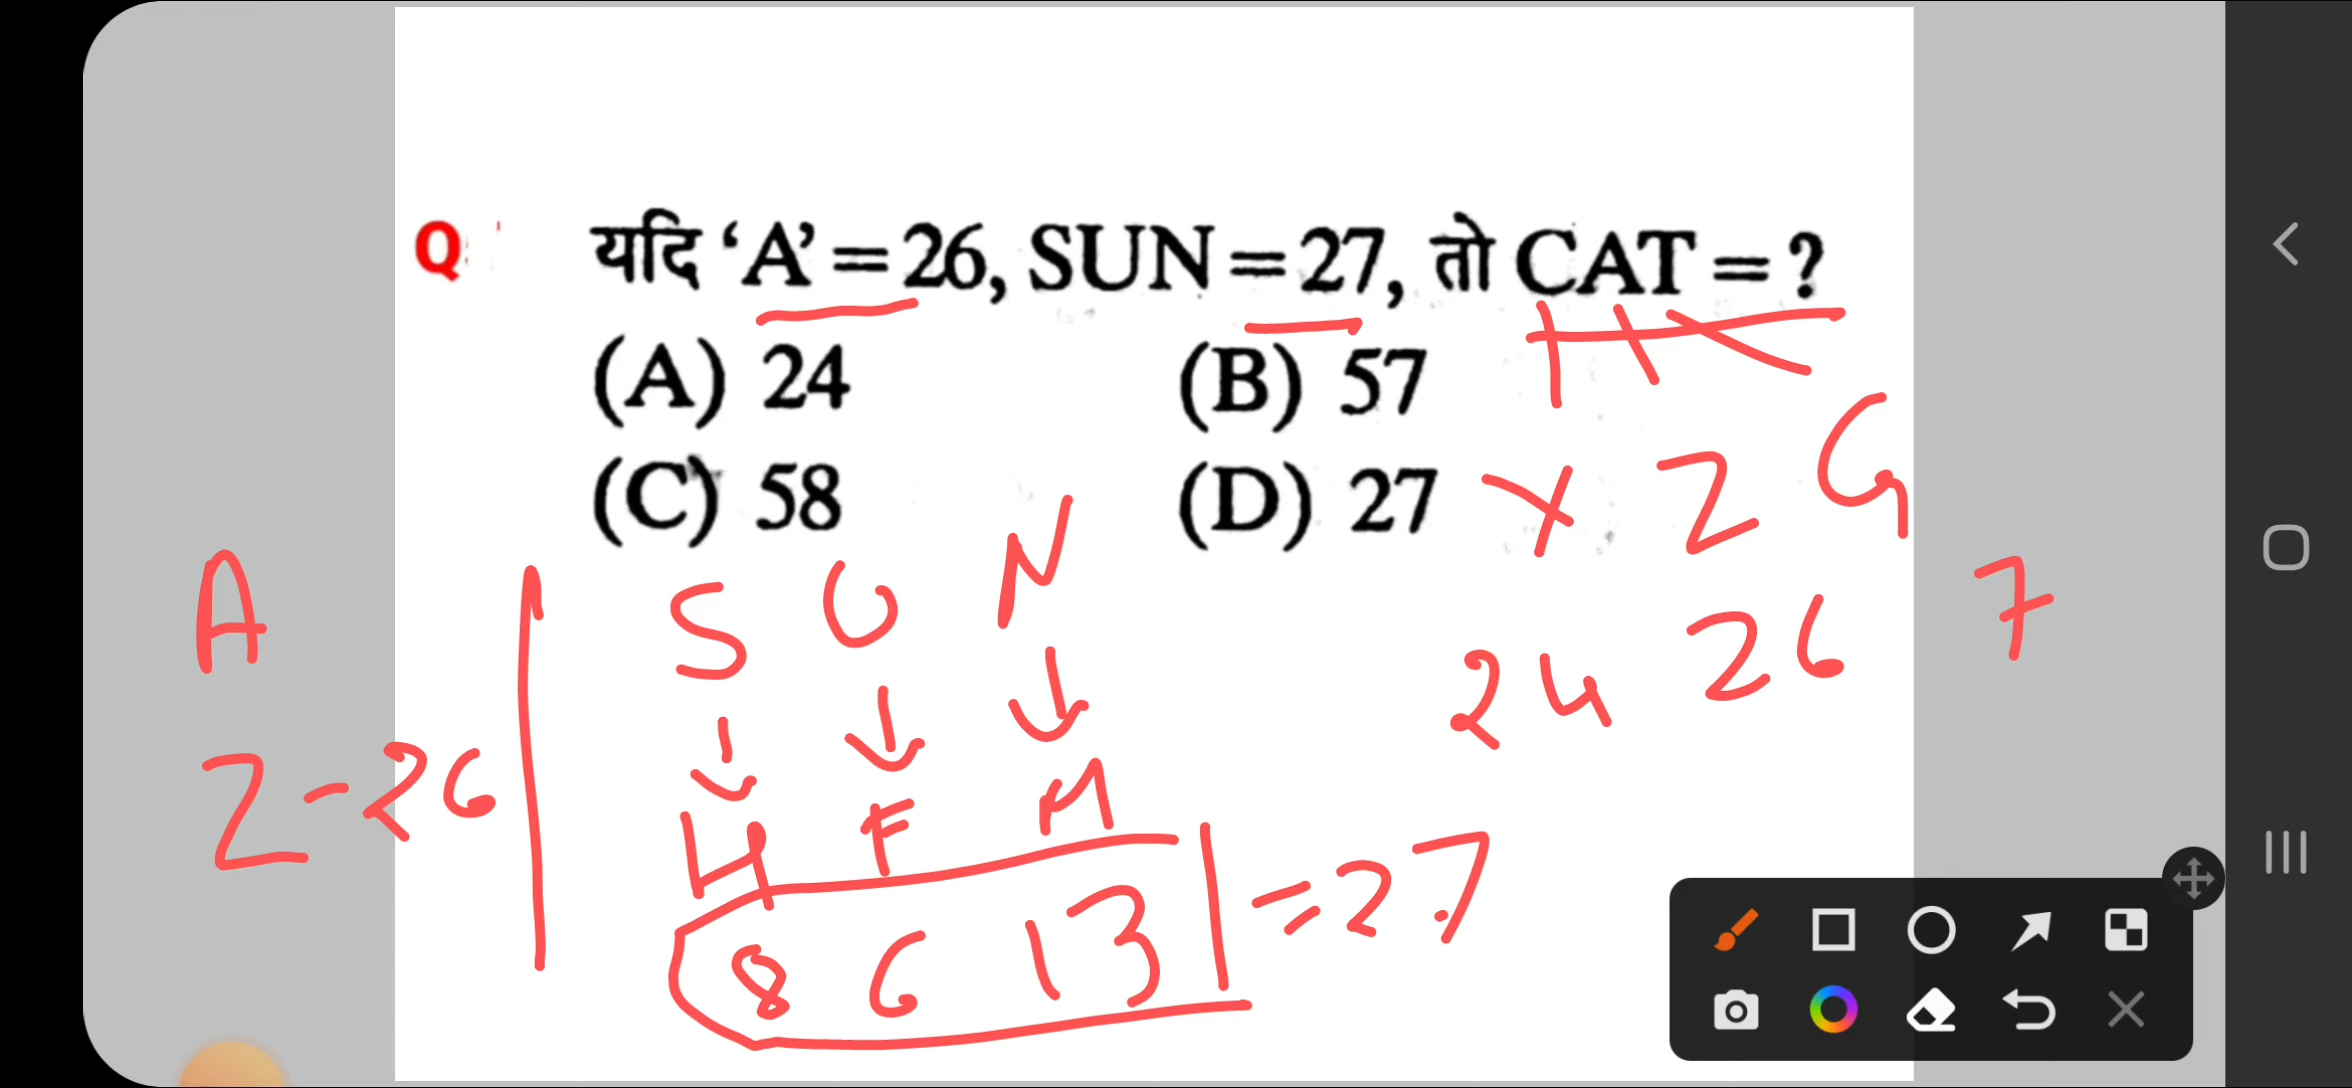 Q यदि ‘A’ = 26, SUN = 27, तो CAT = ?
(A) 24 (B) 57
(C) 58 (D) 27
X Z G
24 26 7
A
Z - 26
S U N
H F M
8 6 13 = 27